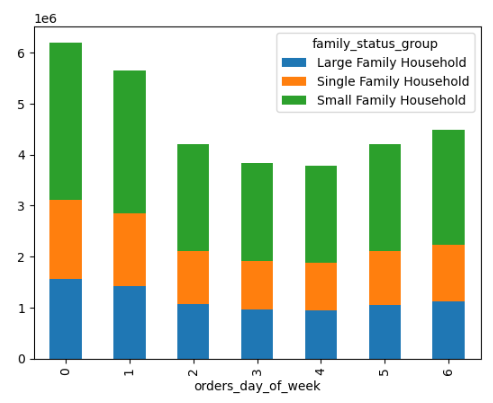 1e6
family_status_group
Large Family Household
Single Family Household
Small Family Household
6
5
4
3
2
1
0
0 1 2 3 4 5 6
orders_day_of_week